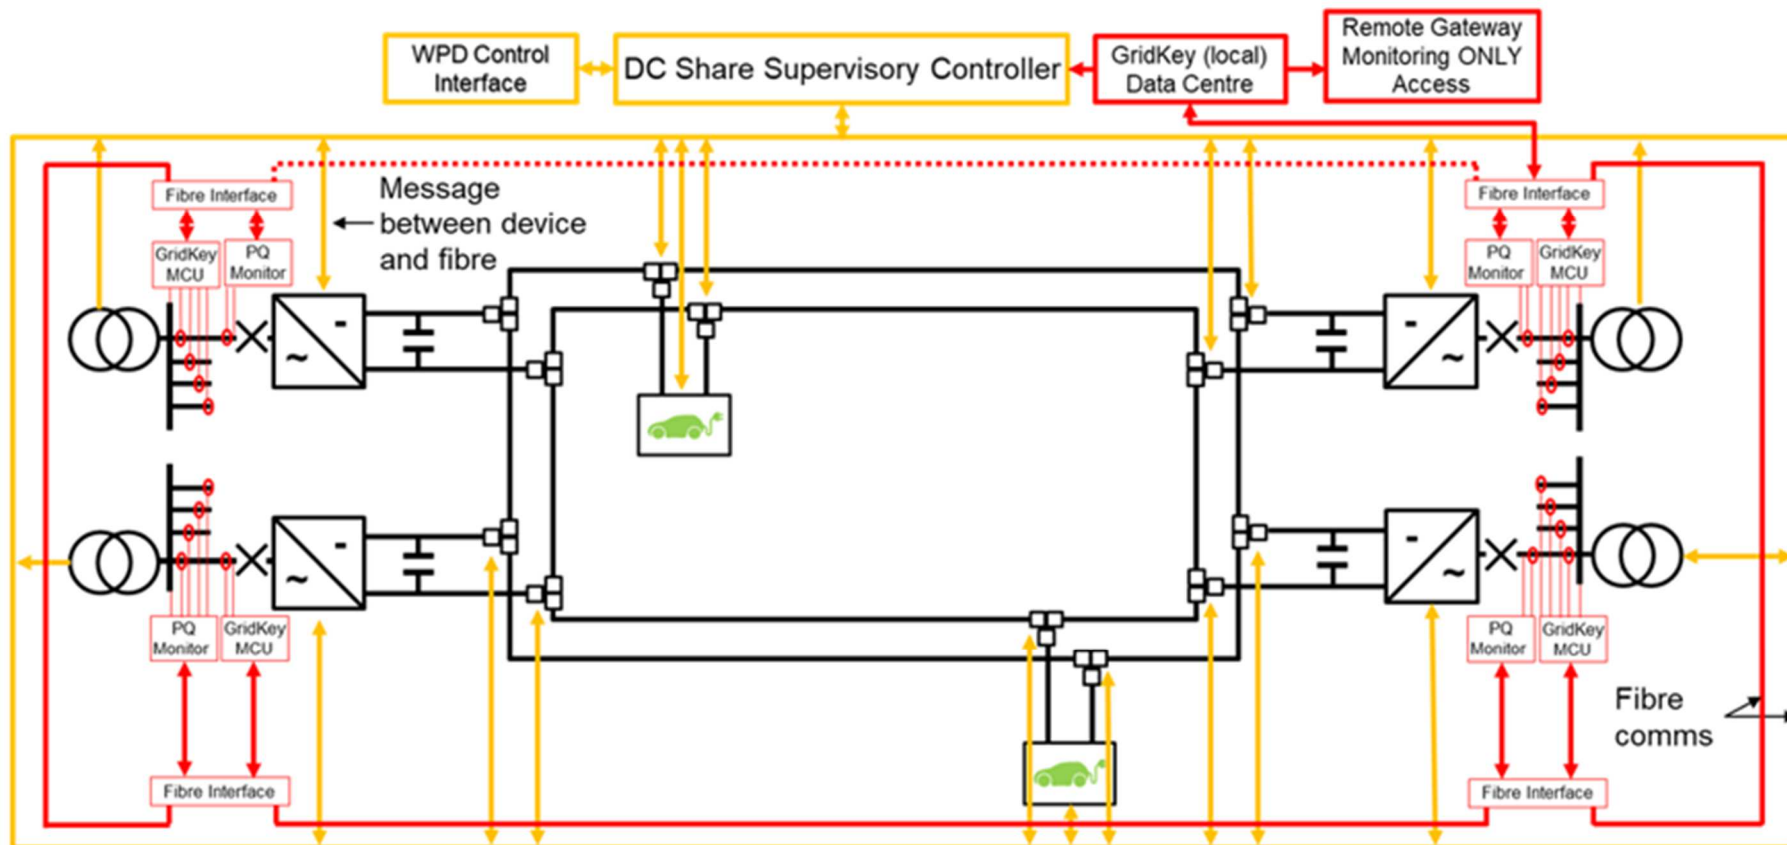 WPD Control
Interface
DC Share Supervisory Controller
GridKey (local)
Data Centre
Remote Gateway
Monitoring ONLY
Access
Fibre Interface
Message
between device
and fibre
Fibre Interface
GridKey
MCU
PQ
Monitor
PQ
Monitor
GridKey
MCU
-
~
-
~
-
~
-
~
PQ
Monitor
GridKey
MCU
PQ
Monitor
GridKey
MCU
Fibre
comms
Fibre Interface
Fibre Interface